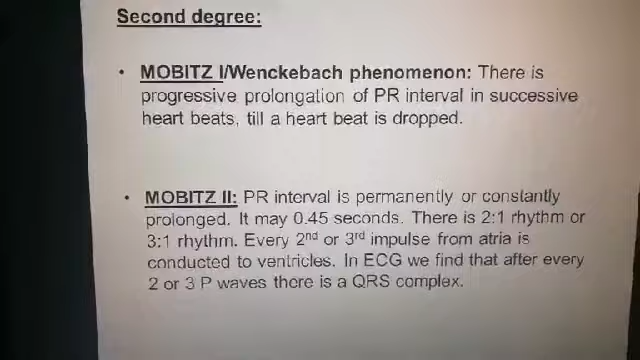 Second degree:
• MOBITZ I/Wenckebach phenomenon: There is
progressive prolongation of PR interval in successive
heart beats, till a heart beat is dropped.
• MOBITZ II: PR interval is permanently or constantly
prolonged. It may 0.45 seconds. There is 2:1 rhythm or
3:1 rhythm. Every 2nd or 3rd impulse from atria is
conducted to ventricles. In ECG we find that after every
2 or 3 P waves there is a QRS complex.